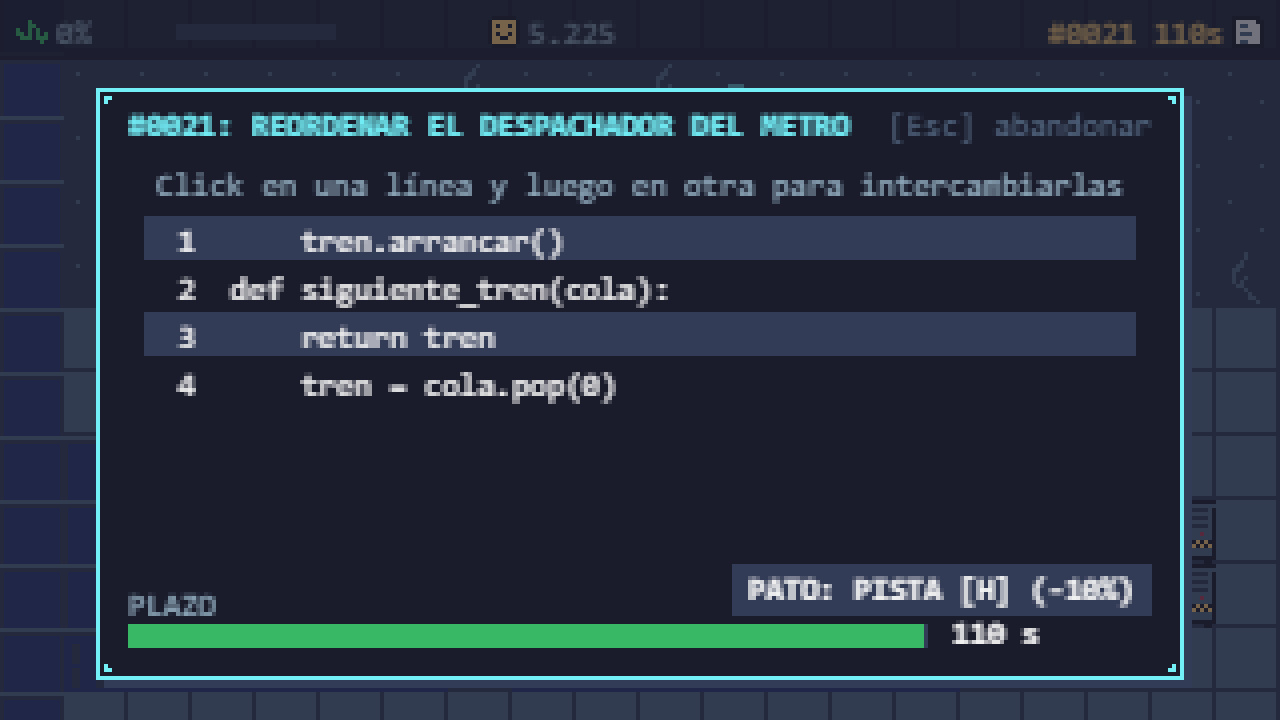 0% 5.225 #0021 110s
#0021: REORDENAR EL DESPACHADOR DEL METRO [Esc] abandonar
Click en una línea y luego en otra para intercambiarlas
1 tren.arrancar()
2 def siguiente_tren(cola):
3 return tren
4 tren = cola.pop(0)
PATO: PISTA [H] (-10%)
PLAZO
110 s